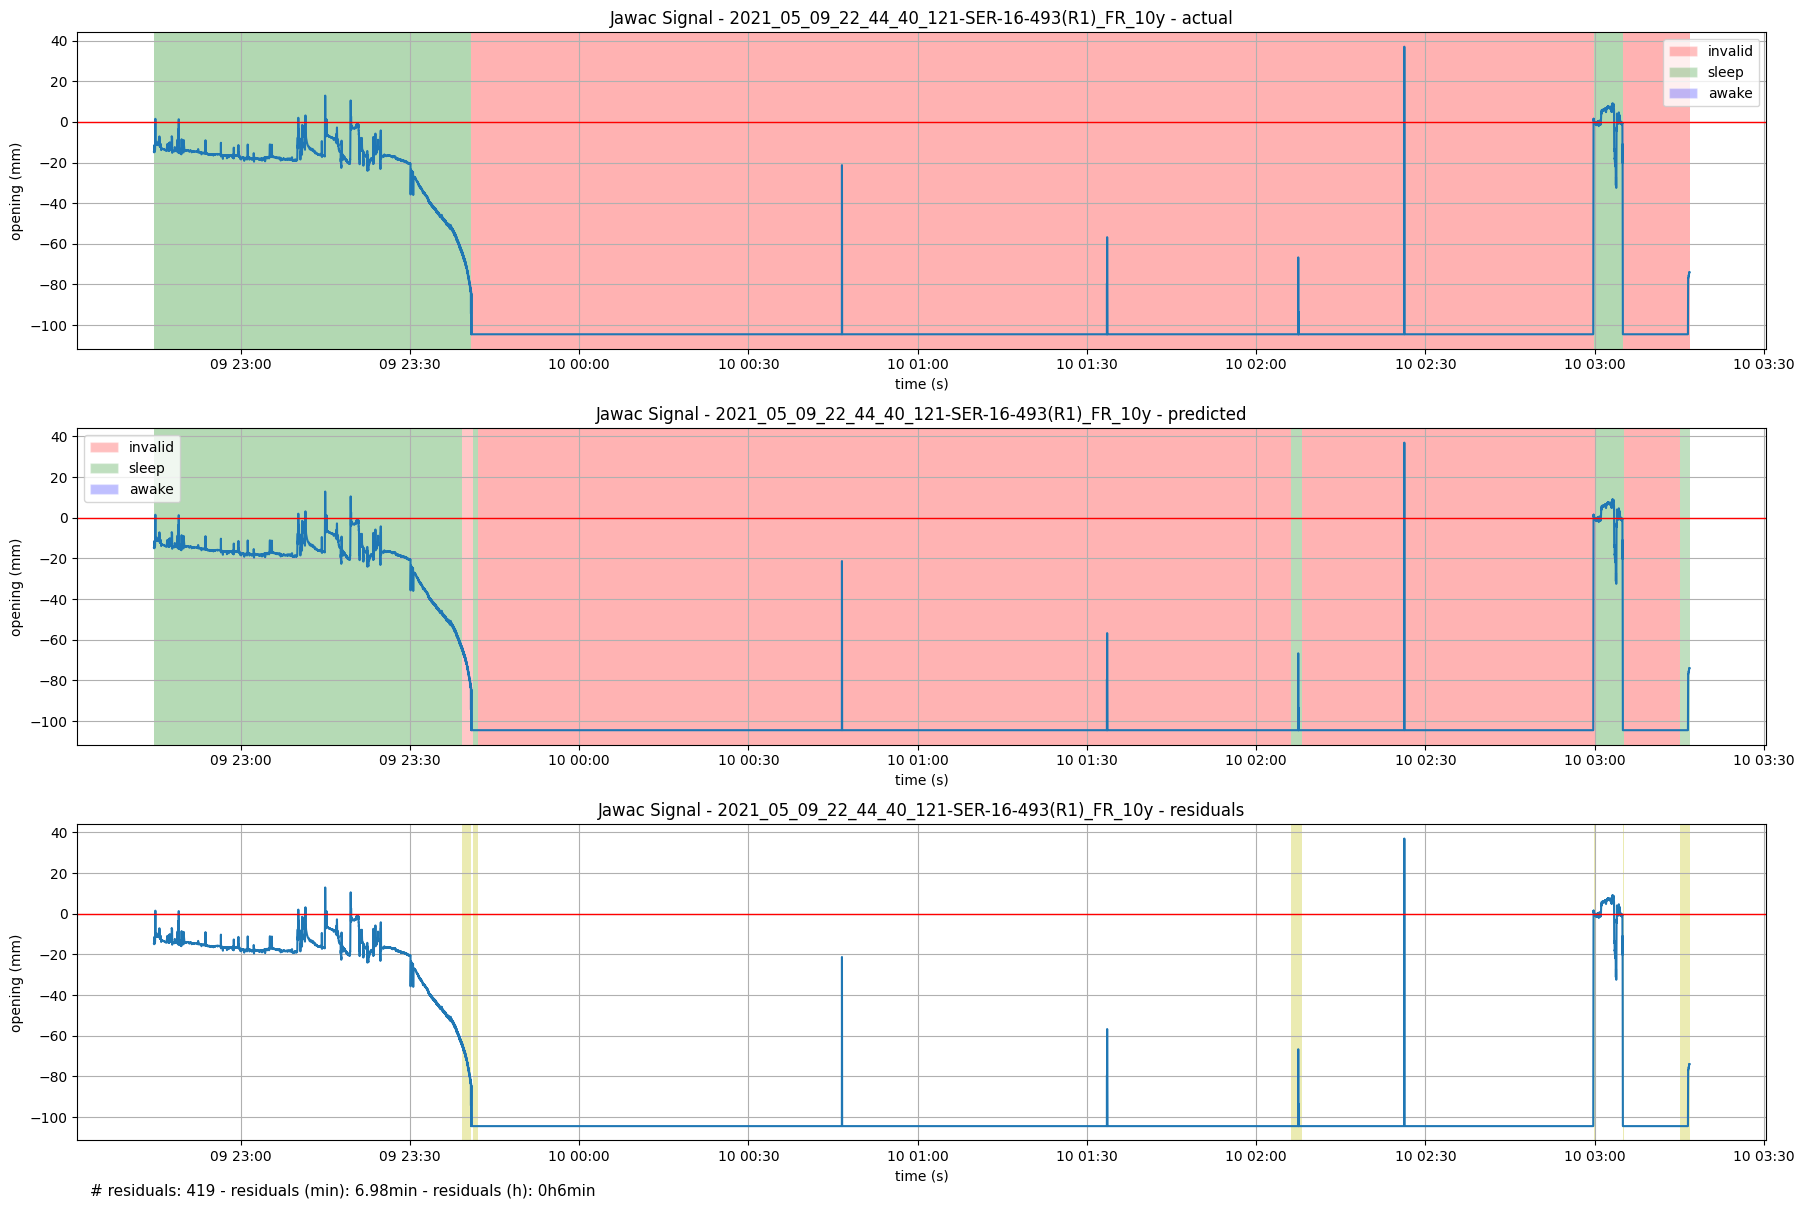 Jawac Signal - 2021_05_09_22_44_40_121-SER-16-493(R1)_FR_10y - actual
40
20
0
−20
−40
−60
−80
−100
opening (mm)
invalid
sleep
awake
09 23:00 09 23:30 10 00:00 10 00:30 10 01:00 10 01:30 10 02:00 10 02:30 10 03:00 10 03:30
time (s)
Jawac Signal - 2021_05_09_22_44_40_121-SER-16-493(R1)_FR_10y - predicted
40
20
0
−20
−40
−60
−80
−100
opening (mm)
invalid
sleep
awake
09 23:00 09 23:30 10 00:00 10 00:30 10 01:00 10 01:30 10 02:00 10 02:30 10 03:00 10 03:30
time (s)
Jawac Signal - 2021_05_09_22_44_40_121-SER-16-493(R1)_FR_10y - residuals
40
20
0
−20
−40
−60
−80
−100
opening (mm)
09 23:00 09 23:30 10 00:00 10 00:30 10 01:00 10 01:30 10 02:00 10 02:30 10 03:00 10 03:30
time (s)
# residuals: 419 - residuals (min): 6.98min - residuals (h): 0h6min